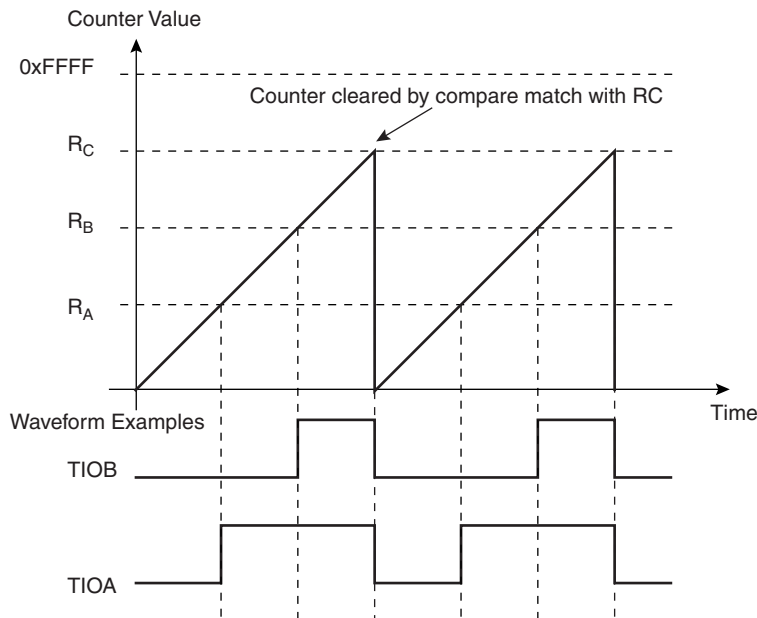 Counter Value
0xFFFF
Counter cleared by compare match with RC
RC
RB
RA
Time
Waveform Examples
TIOB
TIOA